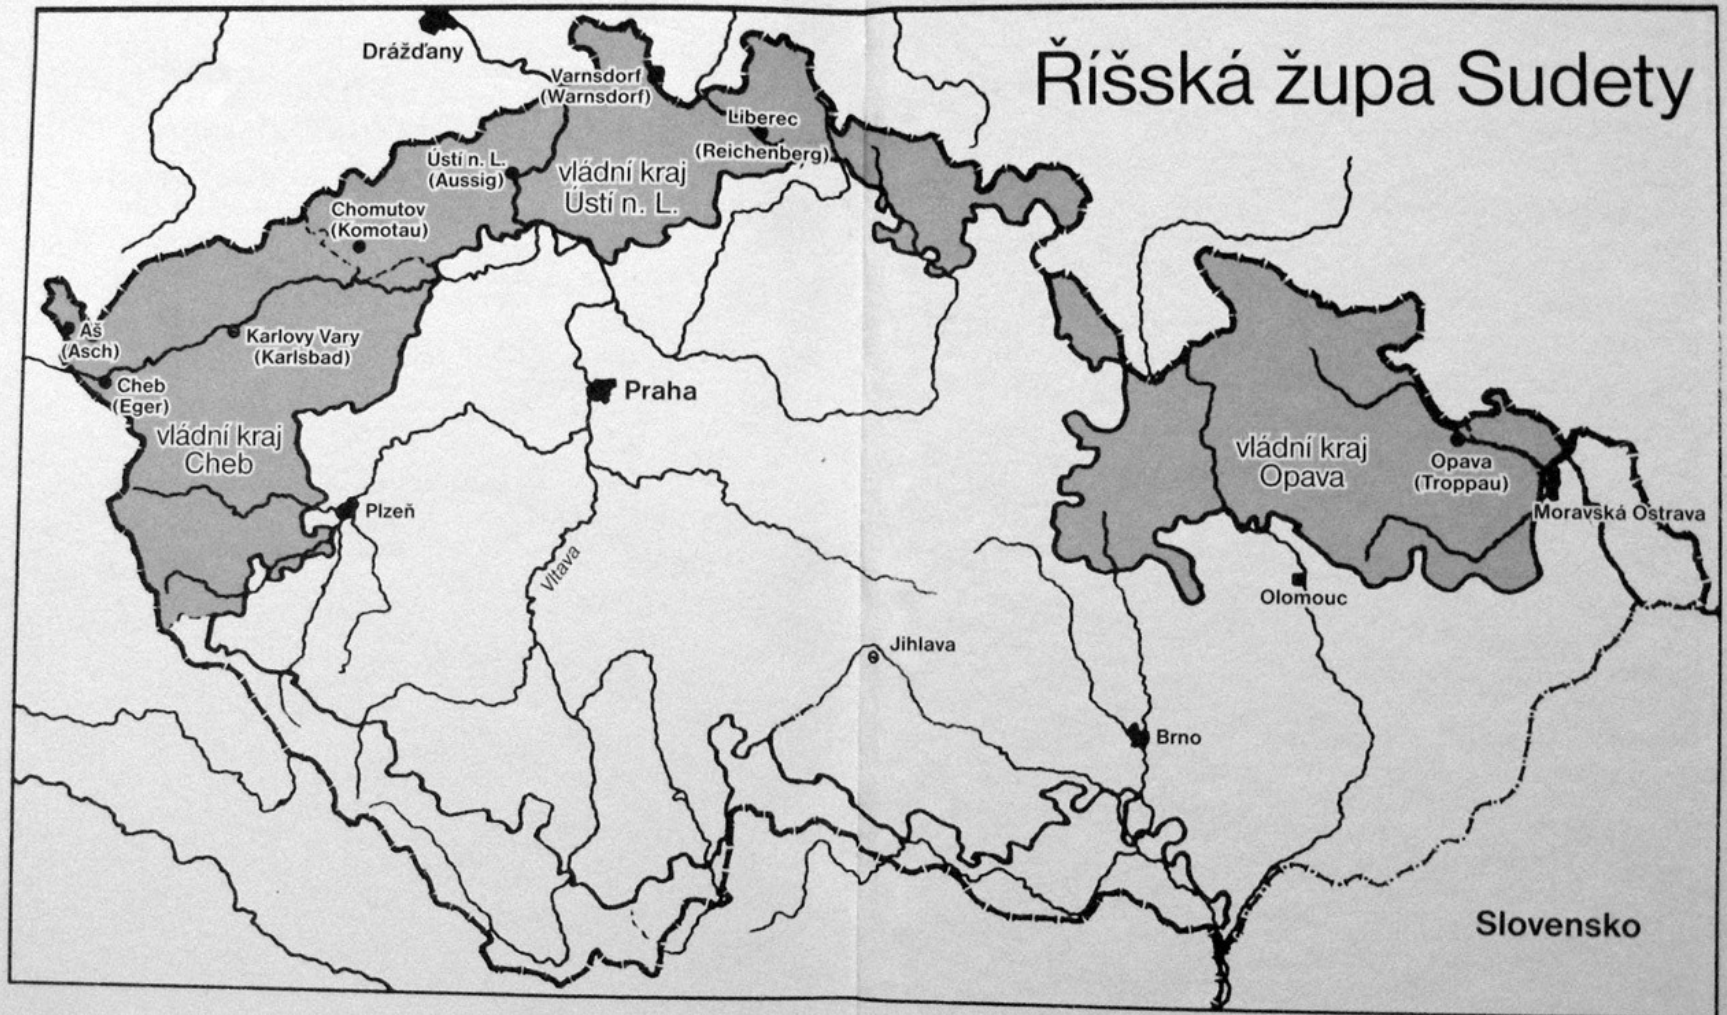 Říšská župa Sudety
Drážďany
Varnsdorf
(Warnsdorf)
Liberec
(Reichenberg)
Ústí n. L.
(Aussig)
vládní kraj
Ústí n. L.
Chomutov
(Komotau)
Aš
(Asch)
Karlovy Vary
(Karlsbad)
Cheb
(Eger)
Praha
vládní kraj
Cheb
vládní kraj
Opava
Opava
(Troppau)
Plzeň
Moravská Ostrava
Vltava
Olomouc
Jihlava
Brno
Slovensko